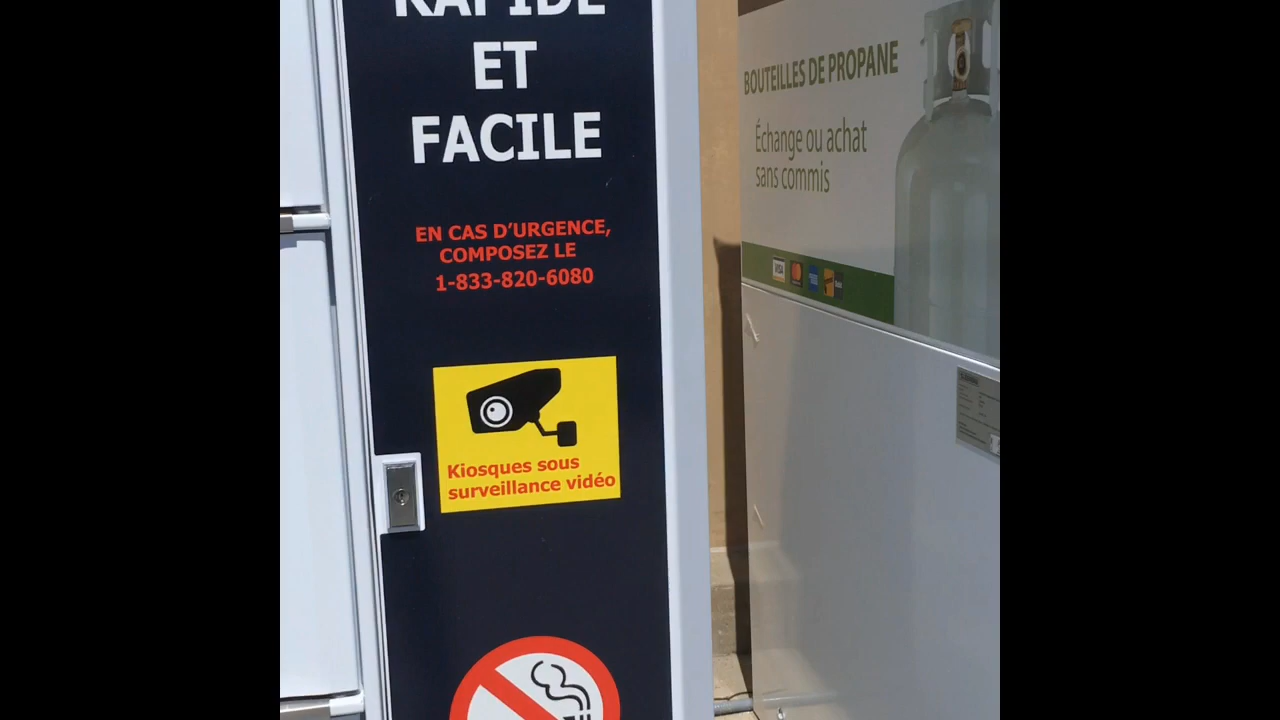 RAPIDE
ET
FACILE
EN CAS D'URGENCE,
COMPOSEZ LE
1-833-820-6080
Kiosques sous
surveillance vidéo
BOUTEILLES DE PROPANE
Échange ou achat
sans commis
VISA